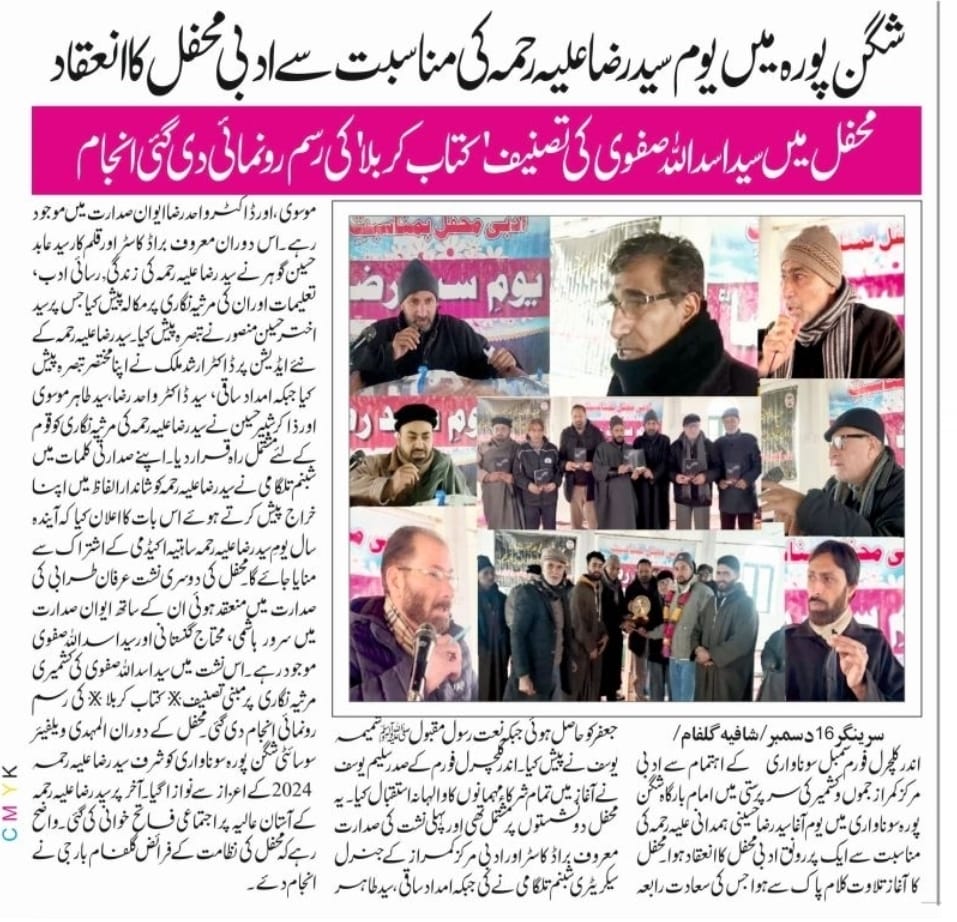 شگن پورہ میں یوم سید رضا علیہ رحمہ کی مناسبت سے ادبی محفل کا انعقاد
محفل میں سید اسداللہ صفوی کی تصنیف 'کتاب کربلا' کی رسم رونمائی دی گئی انجام
سرینگر 16 دسمبر/شافیہ گلفام/
اندر کلچرل فورم سمبل سوناواری کے اہتمام سے ادبی
مرکز کمراز جموں و کشمیر کی سرپرستی میں امام بارگاہ شگن
پورہ سوناواری میں یوم آغا سید رضا حسینی ہمدانی علیہ رحمہ کی
مناسبت سے ایک پر رونق ادبی محفل کا انعقاد ہوا۔ محفل
کا آغاز تلاوت کلام پاک سے ہوا جس کی سعادت رابعہ
جعفر کو حاصل ہوئی جبکہ نعت رسول مقبول ﷺ تمیمہ
یوسف نے پیش کیا۔ اندر کلچرل فورم کے صدر سلیم یوسف
نے آغاز میں تمام شرکاء و مہمانوں کا والہانہ استقبال کیا۔ یہ
محفل دو نشستوں پر مشتمل تھی اور پہلی نشت کی صدارت
معروف براڈ کاسٹر اور ادبی مرکز کمراز کے جنرل
سیکریٹری شبنم تلگامی نے کی جبکہ امداد ساقی، سید طاہر
موسوی، اور ڈاکٹر واحد رضا ایوان صدارت میں موجود
رہے۔ اس دوران معروف براڈ کاسٹر اور قلم کار سید عابد
حسین گوہر نے سید رضا علیہ رحمہ کی زندگی، رسائی ادب،
تعلیمات اور ان کی مرثیہ نگاری پر مکالہ پیش کیا جس پر سید
اختر حسین منصور نے تبصرہ پیش کیا۔ سید رضا علیہ رحمہ کے
نئے ایڈیشن پر ڈاکٹر ارشد ملک نے اپنا مختصر تبصرہ پیش
کیا جبکہ امداد ساقی، سید ڈاکٹر واحد رضا، سید طاہر موسوی
اور ذاکر شبیر حسین نے سید رضا علیہ رحمہ کی مرثیہ نگاری کو قوم
کے لئے مشعل راہ قرار دیا۔ اپنے صدارتی کلمات میں
شبنم تلگامی نے سید رضا علیہ رحمہ کو شاندار الفاظ میں اپنا
خراج پیش کرتے ہوئے اس بات کا اعلان کیا کہ آیندہ
سال یوم سید رضا علیہ رحمہ ساہتیہ اکیڈمی کے اشتراک سے
منایا جائے گا۔ محفل کی دوسری نشت عرفان طرابی کی
صدارت میں منعقد ہوئی ان کے ساتھ ایوان صدارت
میں سرور ہاشمی، محتاج گنستانی اور سید اسداللہ صفوی
موجود رہے۔ اس نشت میں سید اسداللہ صفوی کی کشمیری
مرثیہ نگاری پر مبنی تصنیف※ کتاب کربلا※ کی رسم
رونمائی انجام دی گئی۔ محفل کے دوران المہدی ویلفیئر
سوسائٹی شگن پورہ سوناواری کو شرف سید رضا علیہ رحمہ
2024 کے اعزاز سے نوازا گیا۔ آخر پر سید رضا علیہ رحمہ
کے آستان عالیہ پر اجتماعی فاتح خوانی کی گئی۔ واضح
رہے کہ محفل کی نظامت کے فرائض گلفام بارجی نے
انجام دئے۔
ادبی محفل بمناسبت
یوم سید رض
CMYK